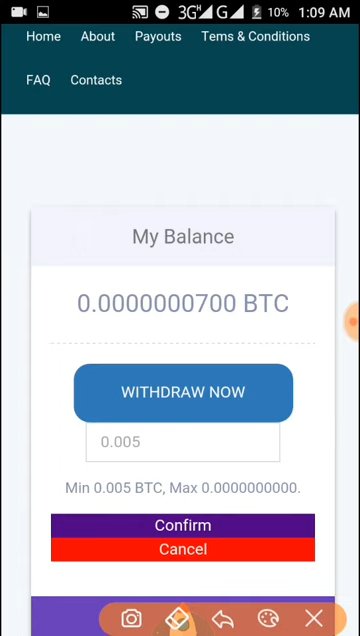 3G H G 10% 1:09 AM
Home About Payouts Tems & Conditions
FAQ Contacts
My Balance
0.0000000700 BTC
WITHDRAW NOW
0.005
Min 0.005 BTC, Max 0.0000000000.
Confirm
Cancel